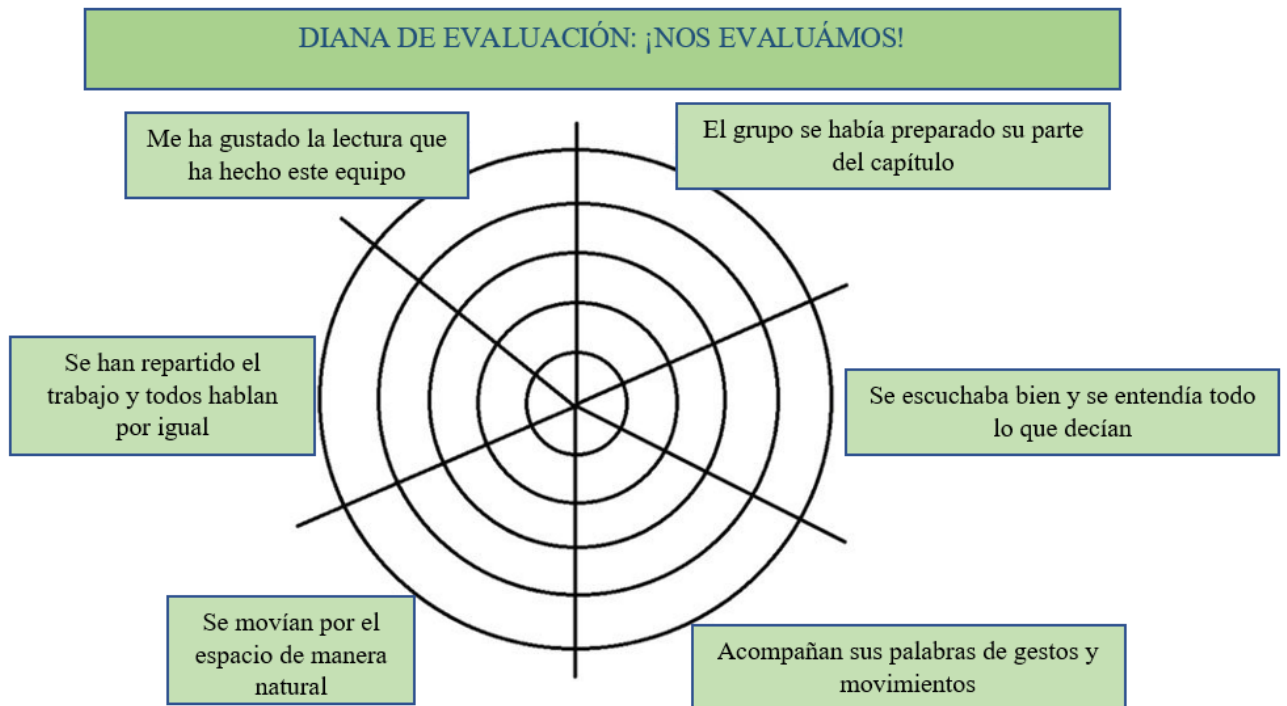 DIANA DE EVALUACIÓN: ¡NOS EVALUÁMOS!
Me ha gustado la lectura que
ha hecho este equipo
El grupo se había preparado su parte
del capítulo
Se han repartido el
trabajo y todos hablan
por igual
Se escuchaba bien y se entendía todo
lo que decían
Se movían por el
espacio de manera
natural
Acompañan sus palabras de gestos y
movimientos